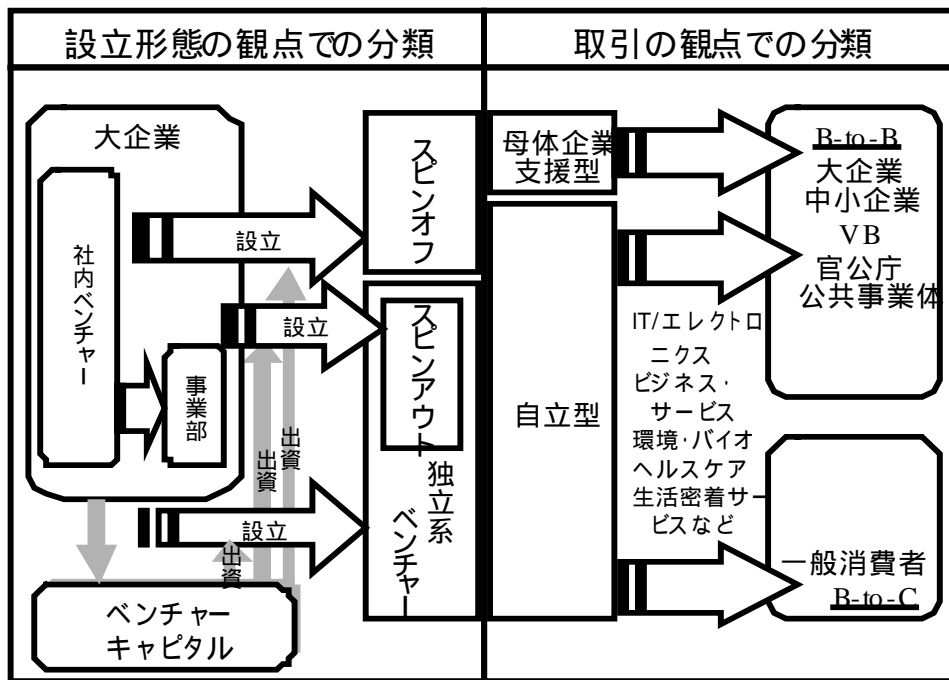 設立形態の観点での分類
取引の観点での分類
大企業
社内ベンチャー
事業部
設立
設立
設立
出資
出資
出資
ベンチャー
キャピタル
スピンオフ
スピンアウト
独立系
ベンチャー
母体企業
支援型
自立型
IT/エレクトロ
ニクス
ビジネス・
サービス
環境・バイオ
ヘルスケア
生活密着サー
ビスなど
B-to-B
大企業
中小企業
VB
官公庁
公共事業体
一般消費者
B-to-C